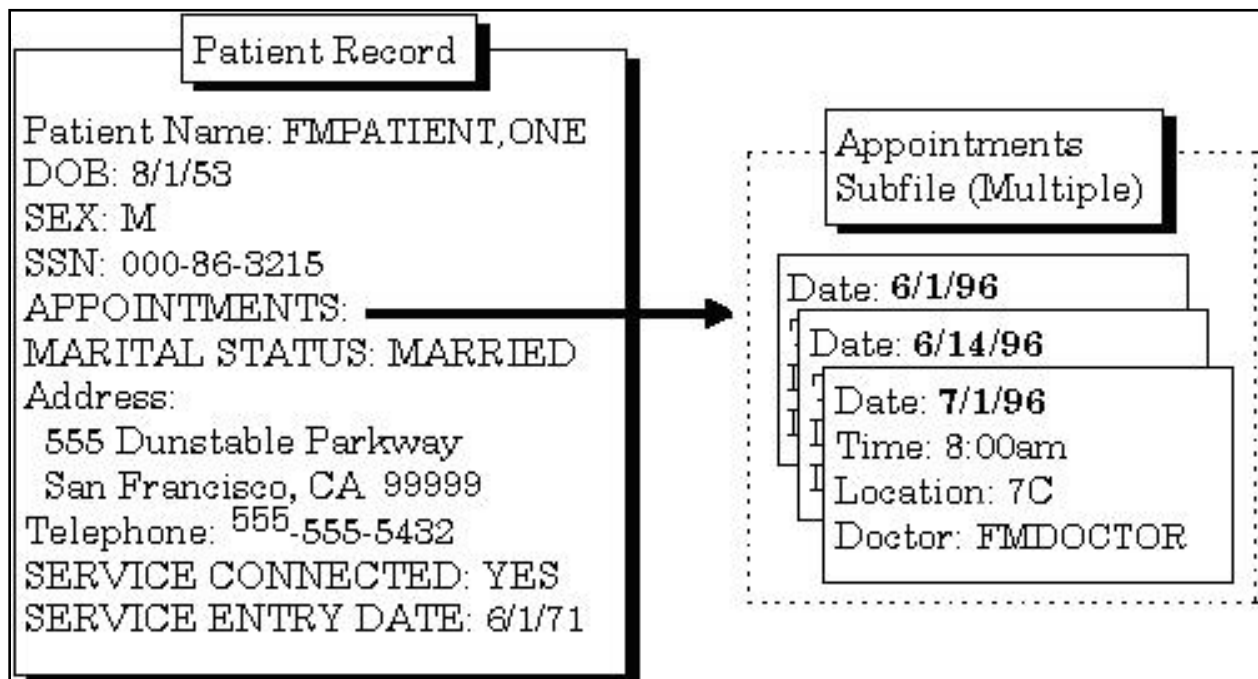 Patient Record
Patient Name: FMPATIENT,ONE
DOB: 8/1/53
SEX: M
SSN: 000-86-3215
APPOINTMENTS:
MARITAL STATUS: MARRIED
Address:
555 Dunstable Parkway
San Francisco, CA 99999
Telephone: 555-555-5432
SERVICE CONNECTED: YES
SERVICE ENTRY DATE: 6/1/71
Appointments
Subfile (Multiple)
Date: 6/1/96
Date: 6/14/96
Date: 7/1/96
Time: 8:00am
Location: 7C
Doctor: FMDOCTOR